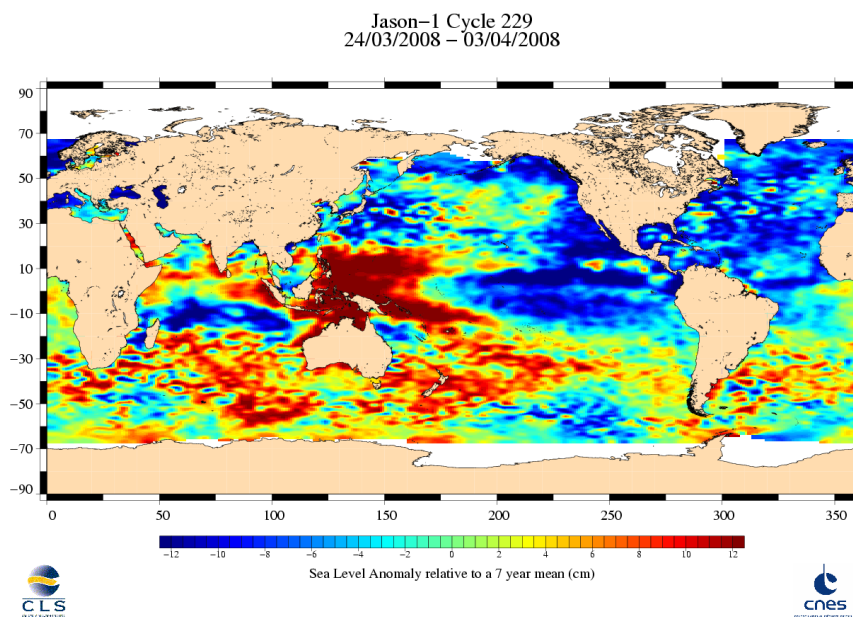 Jason−1 Cycle 229
24/03/2008 − 03/04/2008
90
70
50
30
10
−10
−30
−50
−70
−90
0 50 100 150 200 250 300 350
−12 −10 −8 −6 −4 −2 0 2 4 6 8 10 12
Sea Level Anomaly relative to a 7 year mean (cm)
CLS
cnes